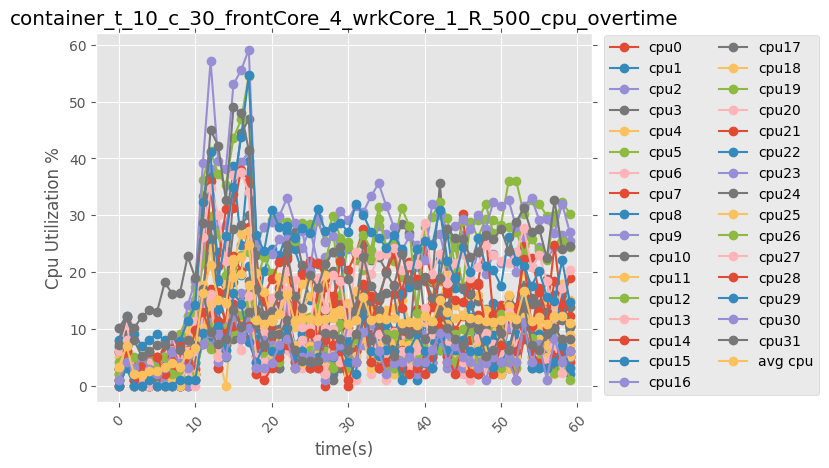 container_t_10_c_30_frontCore_4_wrkCore_1_R_500_cpu_overtime
Cpu Utilization %
60
50
40
30
20
10
0
0
10
20
30
40
50
60
time(s)
cpu0
cpu1
cpu2
cpu3
cpu4
cpu5
cpu6
cpu7
cpu8
cpu9
cpu10
cpu11
cpu12
cpu13
cpu14
cpu15
cpu16
cpu17
cpu18
cpu19
cpu20
cpu21
cpu22
cpu23
cpu24
cpu25
cpu26
cpu27
cpu28
cpu29
cpu30
cpu31
avg cpu